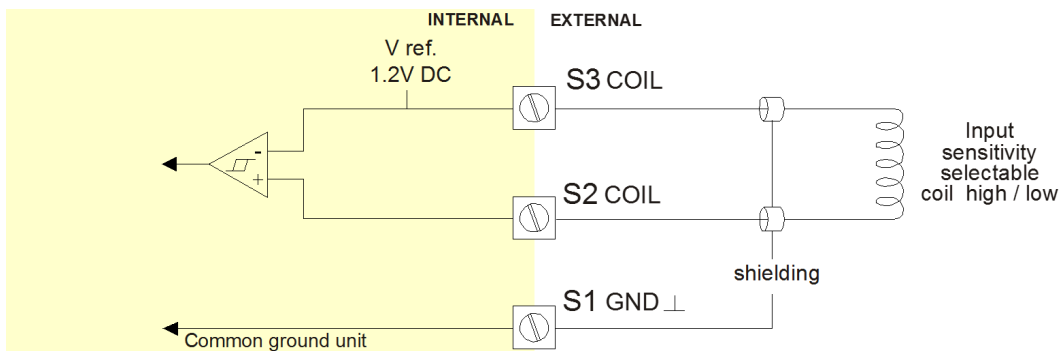 INTERNAL EXTERNAL
V ref.
1.2V DC
S3 COIL
-
+
Input
sensitivity
selectable
coil high / low
S2 COIL
shielding
S1 GND ⊥
Common ground unit